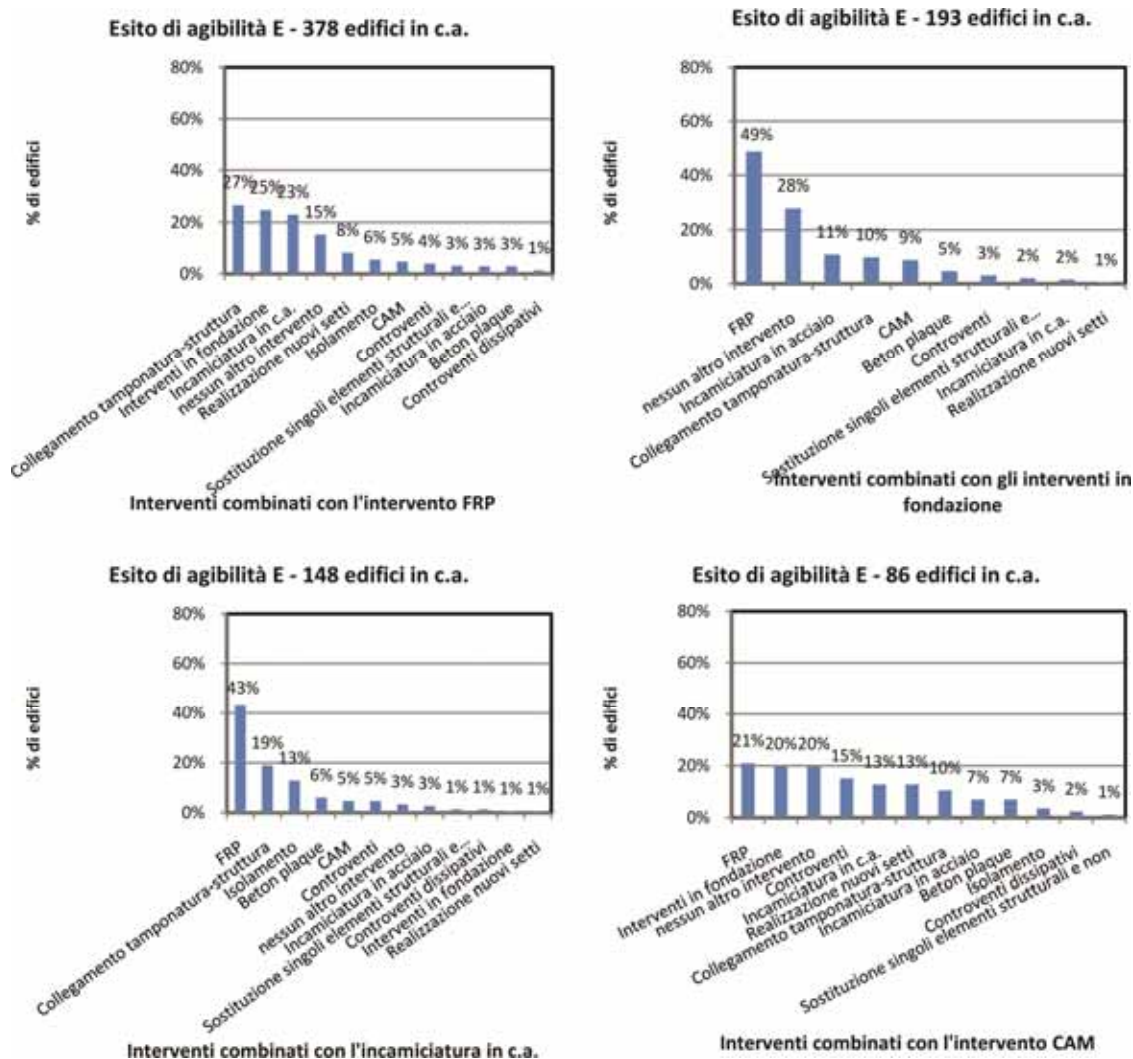 Esito di agibilità E - 378 edifici in c.a.
% di edifici
80%
60%
40%
20%
0%
27%
25%
23%
15%
8%
6%
5%
4%
3%
3%
3%
1%
Collegamento tamponatura-struttura
Interventi in fondazione
Incamiciatura in c.a.
nessun altro intervento
Realizzazione nuovi setti
Isolamento
CAM
Controventi
Sostituzione singoli elementi strutturali e...
Incamiciatura in acciaio
Beton plaque
Controventi dissipativi
Interventi combinati con l'intervento FRP
Esito di agibilità E - 193 edifici in c.a.
% di edifici
80%
60%
40%
20%
0%
49%
28%
11%
10%
9%
5%
3%
2%
2%
1%
FRP
nessun altro intervento
Incamiciatura in acciaio
Collegamento tamponatura-struttura
CAM
Beton plaque
Controventi
Sostituzione singoli elementi strutturali e...
Incamiciatura in c.a.
Realizzazione nuovi setti
Interventi combinati con gli interventi in
fondazione
Esito di agibilità E - 148 edifici in c.a.
% di edifici
80%
60%
40%
20%
0%
43%
19%
13%
6%
5%
5%
3%
3%
1%
1%
1%
1%
FRP
Collegamento tamponatura-struttura
Isolamento
Beton plaque
CAM
Controventi
nessun altro intervento
Incamiciatura in acciaio
Sostituzione singoli elementi strutturali e...
Controventi dissipativi
Interventi in fondazione
Realizzazione nuovi setti
Interventi combinati con l'incamiciatura in c.a.
Esito di agibilità E - 86 edifici in c.a.
% di edifici
80%
60%
40%
20%
0%
21%
20%
20%
15%
13%
13%
10%
7%
7%
3%
2%
1%
FRP
Interventi in fondazione
nessun altro intervento
Controventi
Incamiciatura in c.a.
Realizzazione nuovi setti
Collegamento tamponatura-struttura
Incamiciatura in acciaio
Beton plaque
Isolamento
Controventi dissipativi
Sostituzione singoli elementi strutturali e non
Interventi combinati con l'intervento CAM